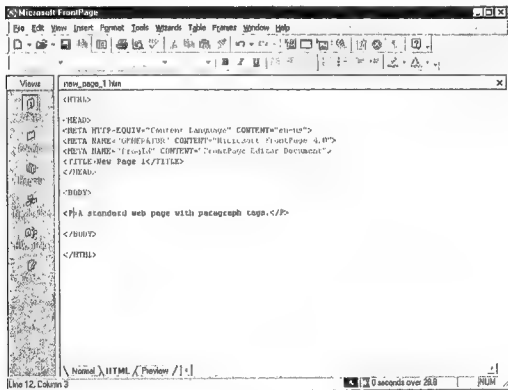 Microsoft FrontPage
File Edit View Insert Format Tools Wizards Table Frames Window Help
B I U
Views
new_page_1.htm
<HTML>
<HEAD>
<META HTTP-EQUIV="Content Language" CONTENT="en-us">
<META NAME="GENERATOR" CONTENT="Microsoft FrontPage 4.0">
<META NAME="ProgId" CONTENT="FrontPage Editor Document">
<TITLE>New Page 1</TITLE>
</HEAD>
<BODY>
<P>A standard web page with paragraph tags.</P>
</BODY>
</HTML>
Normal HTML Preview
Line 12, Column 3
0 seconds over 28.8
NUM